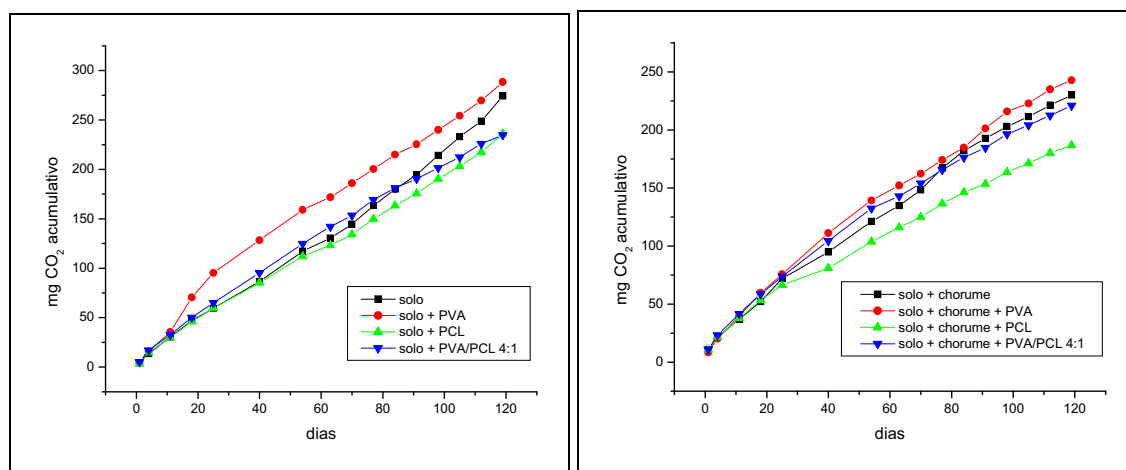 mg CO₂ acumulativo
300
250
200
150
100
50
0
0 20 40 60 80 100 120
dias
solo
solo + PVA
solo + PCL
solo + PVA/PCL 4:1
mg CO₂ acumulativo
250
200
150
100
50
0
0 20 40 60 80 100 120
dias
solo + chorume
solo + chorume + PVA
solo + chorume + PCL
solo + chorume + PVA/PCL 4:1